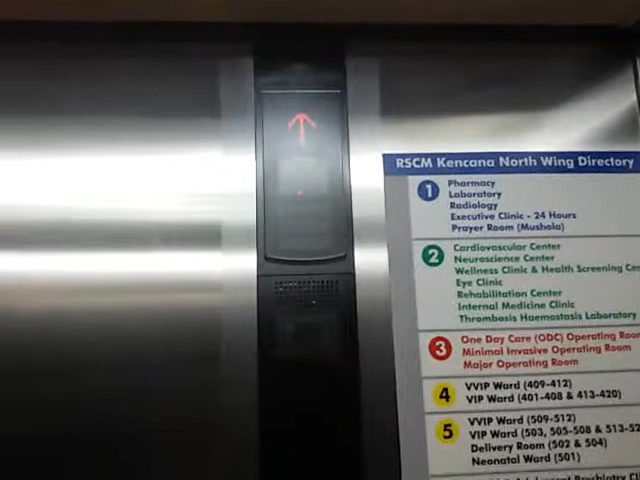 RSCM Kencana North Wing Directory
1
Pharmacy
Laboratory
Radiology
Executive Clinic - 24 Hours
Prayer Room (Mushola)
2
Cardiovascular Center
Neuroscience Center
Wellness Clinic & Health Screening
Eye Clinic
Rehabilitation Center
Internal Medicine Clinic
Thrombosis Haemostasis Laboratory
3
One Day Care (ODC) Operating
Minimal Invasive Operating Room
Major Operating Room
4
VVIP Ward (409-412)
VIP Ward (401-408 & 413-420)
5
VVIP Ward (509-512)
VIP Ward (503, 505-508 &
Delivery Room (502 & 504)
Neonatal Ward (501)